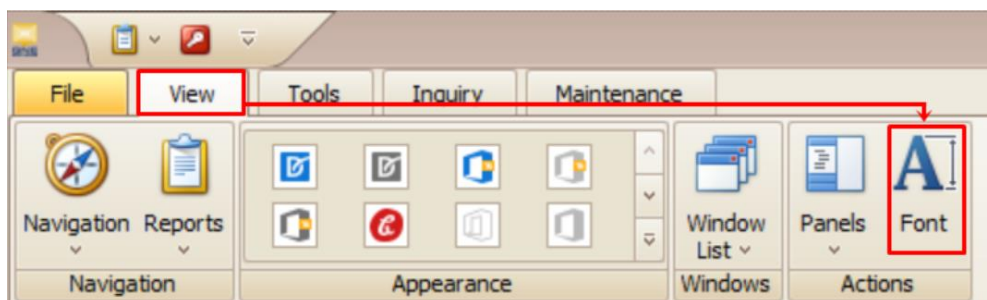 File View Tools Inquiry Maintenance
Navigation Reports Window List Panels Font
Navigation Appearance Windows Actions